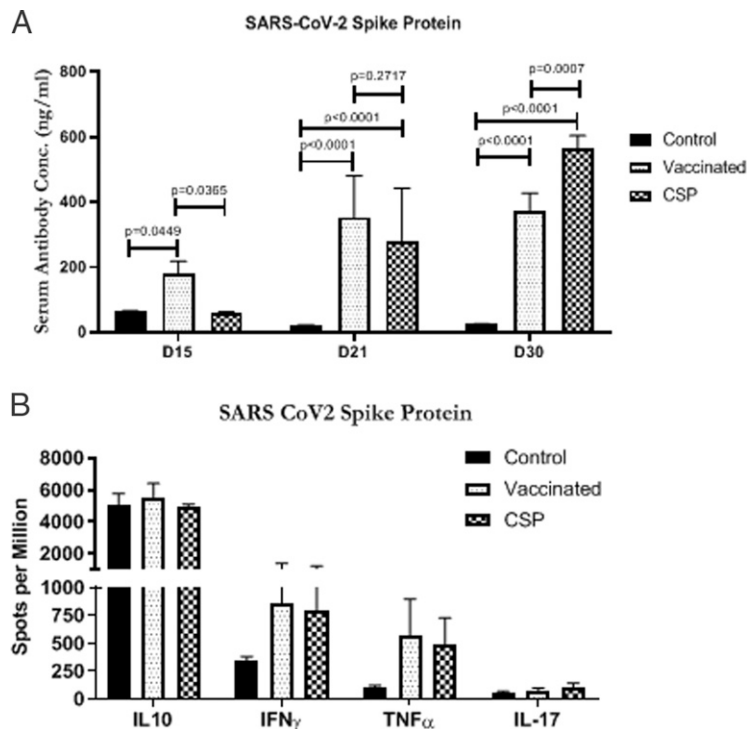 A
SARS-CoV-2 Spike Protein
Serum Antibody Conc. (ng/ml)
800
600
400
200
0
p=0.0449
p=0.0365
p<0.0001
p<0.0001
p=0.2717
p<0.0001
p<0.0001
p=0.0007
D15
D21
D30
Control
Vaccinated
CSP
B
SARS CoV2 Spike Protein
Spots per Million
8000
6000
4000
2000
1000
750
500
250
0
IL10
IFNγ
TNFα
IL-17
Control
Vaccinated
CSP